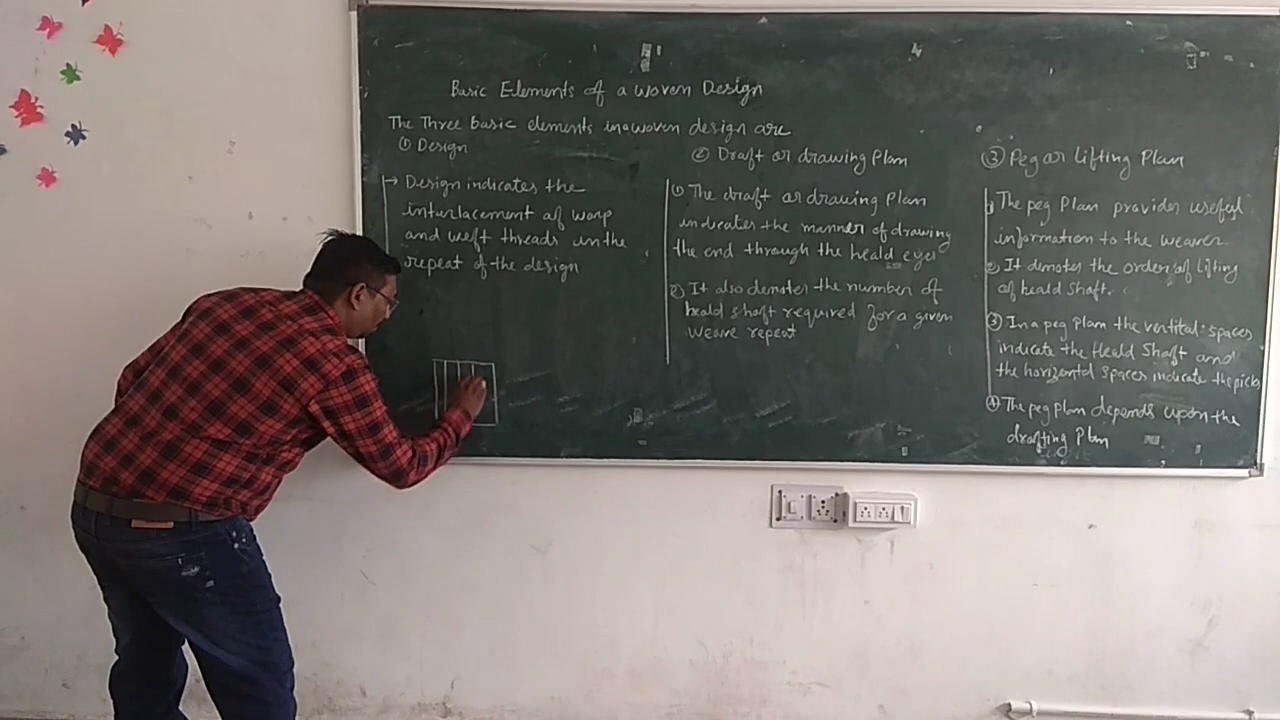 Basic Elements of a woven Design
The Three basic elements in a woven design are
① Design
→ Design indicates the
interlacement of warp
and weft threads in the
repeat of the design
② Draft or drawing Plan
① The draft or drawing Plan
indicates the manner of drawing
the end through the heald eyes
② It also denotes the number of
heald shaft required for a given
weave repeat
③ Peg or lifting Plan
① The peg Plan provides useful
information to the weaver.
② It denotes the order of lifting
of heald shaft.
③ In a peg plan the vertital spaces
indicate the Heald Shaft and
the horizontal spaces indicate the picks
④ The peg Plan depends upon the
drafting Plan